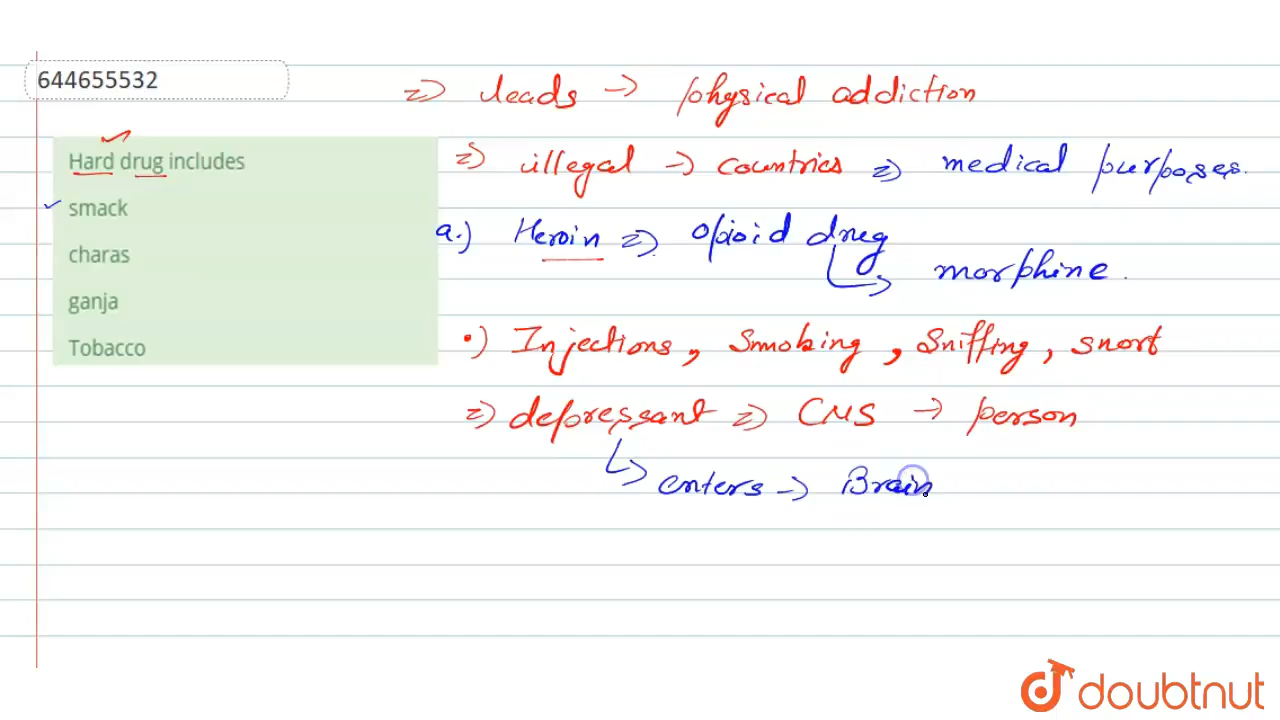 644655532
⇒ leads → physical addiction
Hard drug includes
⇒ illegal → countries ⇒ medical purposes.
smack
a.) Heroin ⇒ opioid drug
charas
↳ morphine.
ganja
•) Injections, Smoking, Sniffing, snort
Tobacco
⇒ depressant ⇒ CNS → person
↳ enters → Brain
doubtnut